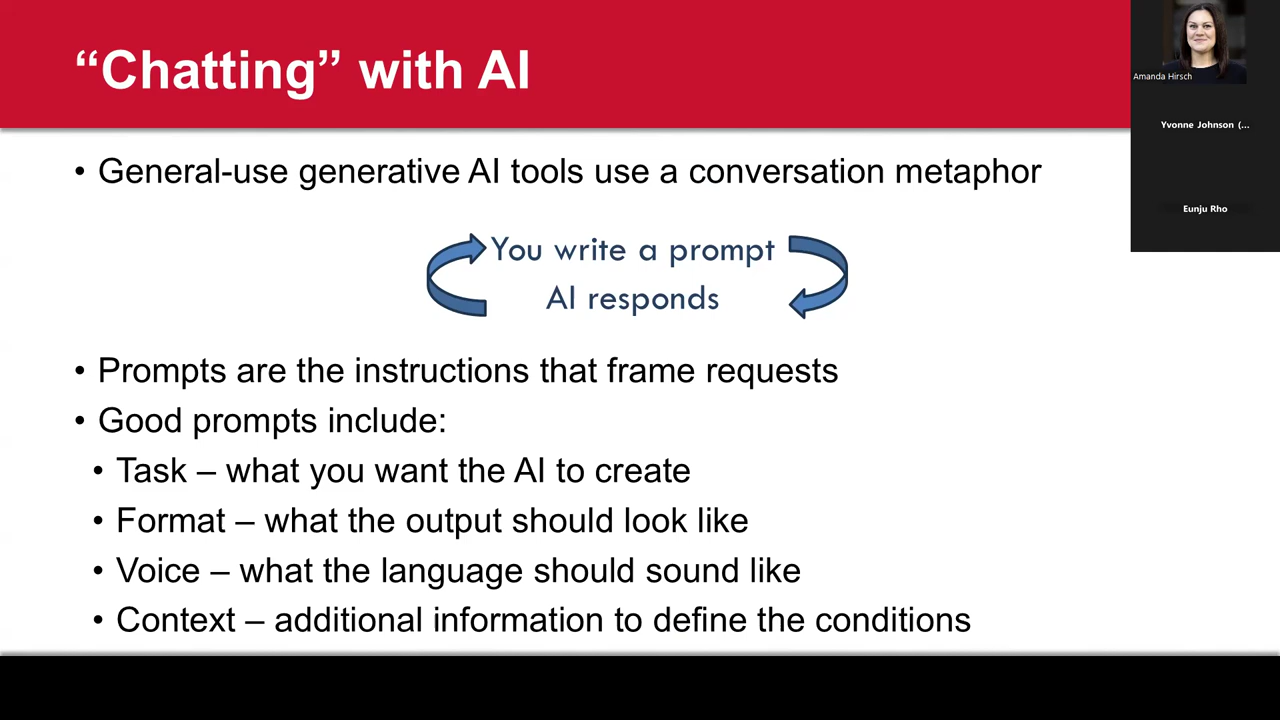 “Chatting” with AI
• General-use generative AI tools use a conversation metaphor
You write a prompt
AI responds
• Prompts are the instructions that frame requests
• Good prompts include:
• Task – what you want the AI to create
• Format – what the output should look like
• Voice – what the language should sound like
• Context – additional information to define the conditions
Amanda Hirsch
Yvonne Johnson (...
Eunju Rho